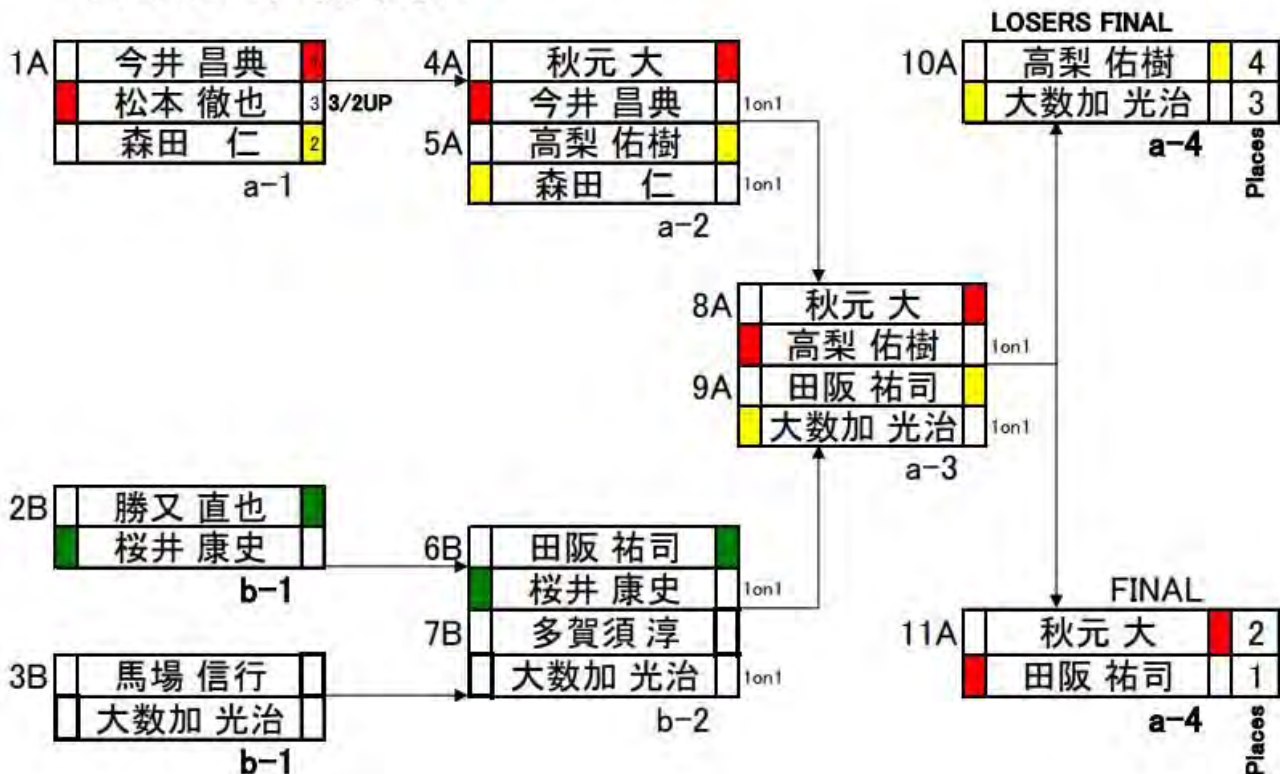 1A 今井 昌典
松本 徹也 3 3/2UP
森田 仁 2
a-1
4A 秋元 大
今井 昌典 1on1
5A 高梨 佑樹
森田 仁 1on1
a-2
LOSERS FINAL
10A 高梨 佑樹 4
大数加 光治 3
a-4
Places
8A 秋元 大
高梨 佑樹 1on1
9A 田阪 祐司
大数加 光治 1on1
a-3
2B 勝又 直也
桜井 康史
b-1
3B 馬場 信行
大数加 光治
b-1
6B 田阪 祐司
桜井 康史 1on1
7B 多賀須 淳
大数加 光治 1on1
b-2
FINAL
11A 秋元 大 2
田阪 祐司 1
a-4
Places